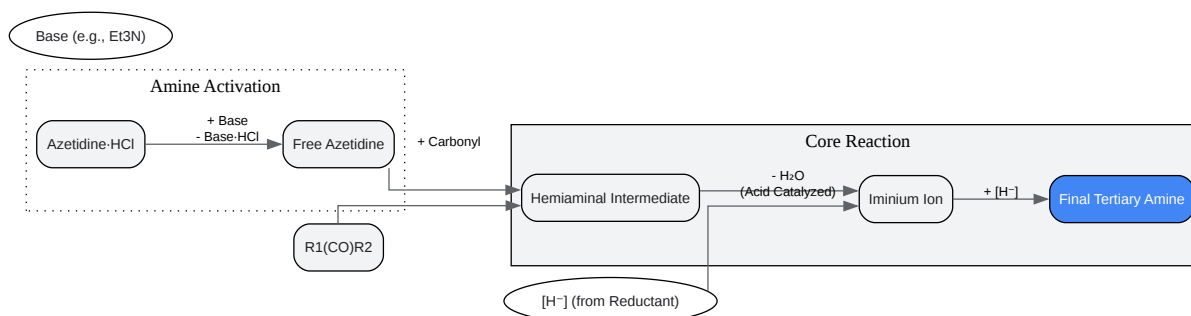 Base (e.g., Et3N)
Amine Activation
Azetidine·HCl
+ Base
- Base·HCl
Free Azetidine
+ Carbonyl
R1(CO)R2
Core Reaction
Hemiaminal Intermediate
- H₂O
(Acid Catalyzed)
Iminium Ion
+ [H⁻]
Final Tertiary Amine
[H⁻] (from Reductant)